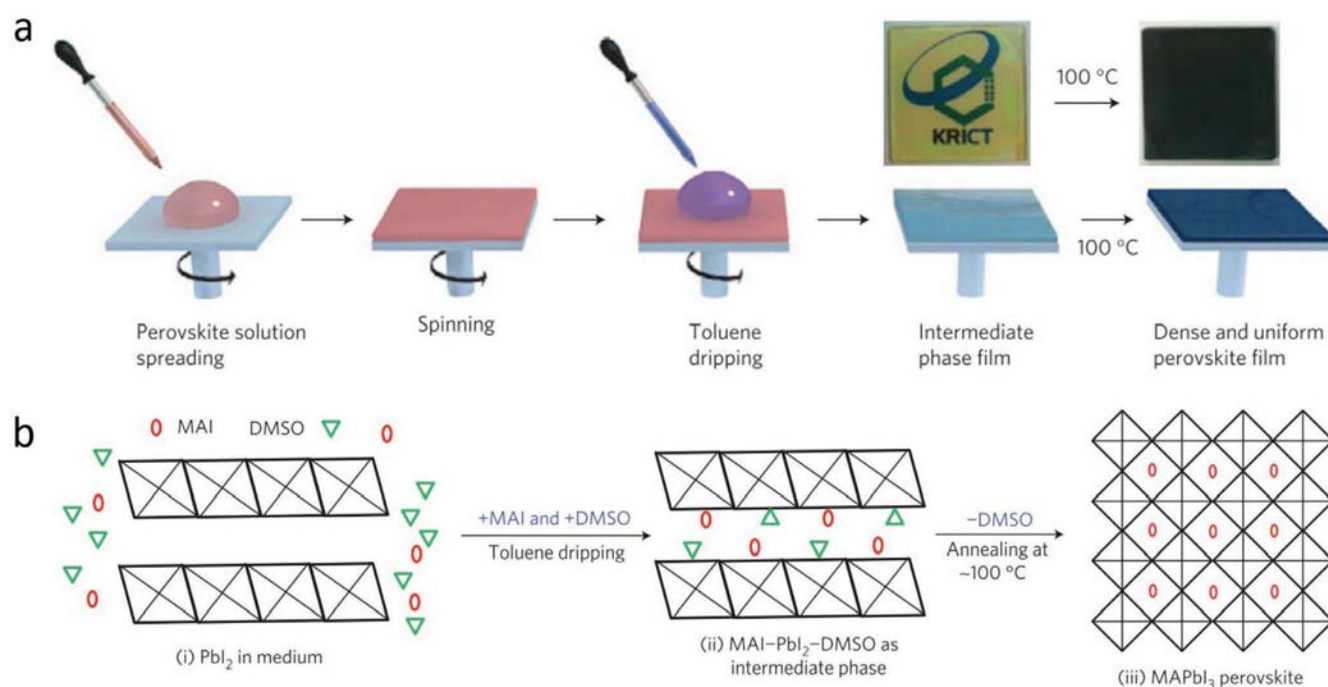 a
KRICT
100 °C
100 °C
Perovskite solution
spreading
Spinning
Toluene
dripping
Intermediate
phase film
Dense and uniform
perovskite film
b
MAI DMSO
+MAI and +DMSO
Toluene dripping
−DMSO
Annealing at
~100 °C
(i) PbI₂ in medium
(ii) MAI–PbI₂–DMSO as
intermediate phase
(iii) MAPbI₃ perovskite